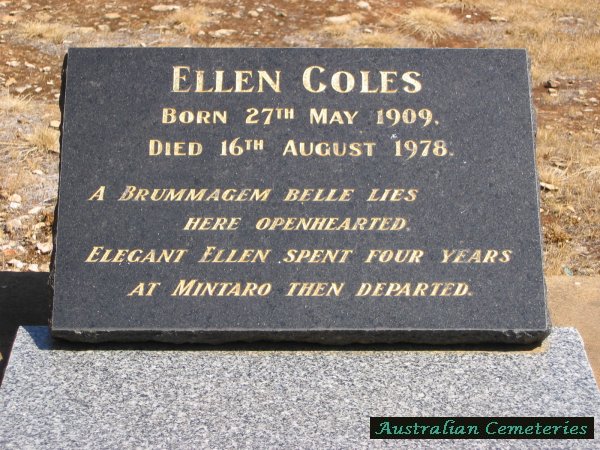 ELLEN COLES
BORN 27TH MAY 1909.
DIED 16TH AUGUST 1978.
A BRUMMAGEM BELLE LIES
HERE OPENHEARTED.
ELEGANT ELLEN SPENT FOUR YEARS
AT MINTARO THEN DEPARTED.
Australian Cemeteries